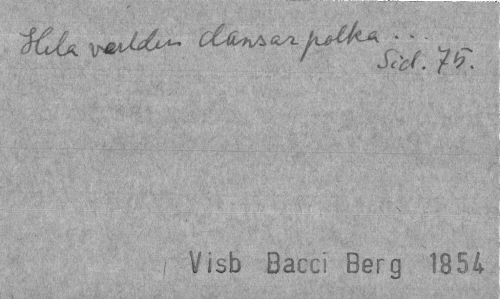 Hela verlden dansar polka ...
Sid. 75.
Visb Bacci Berg 1854